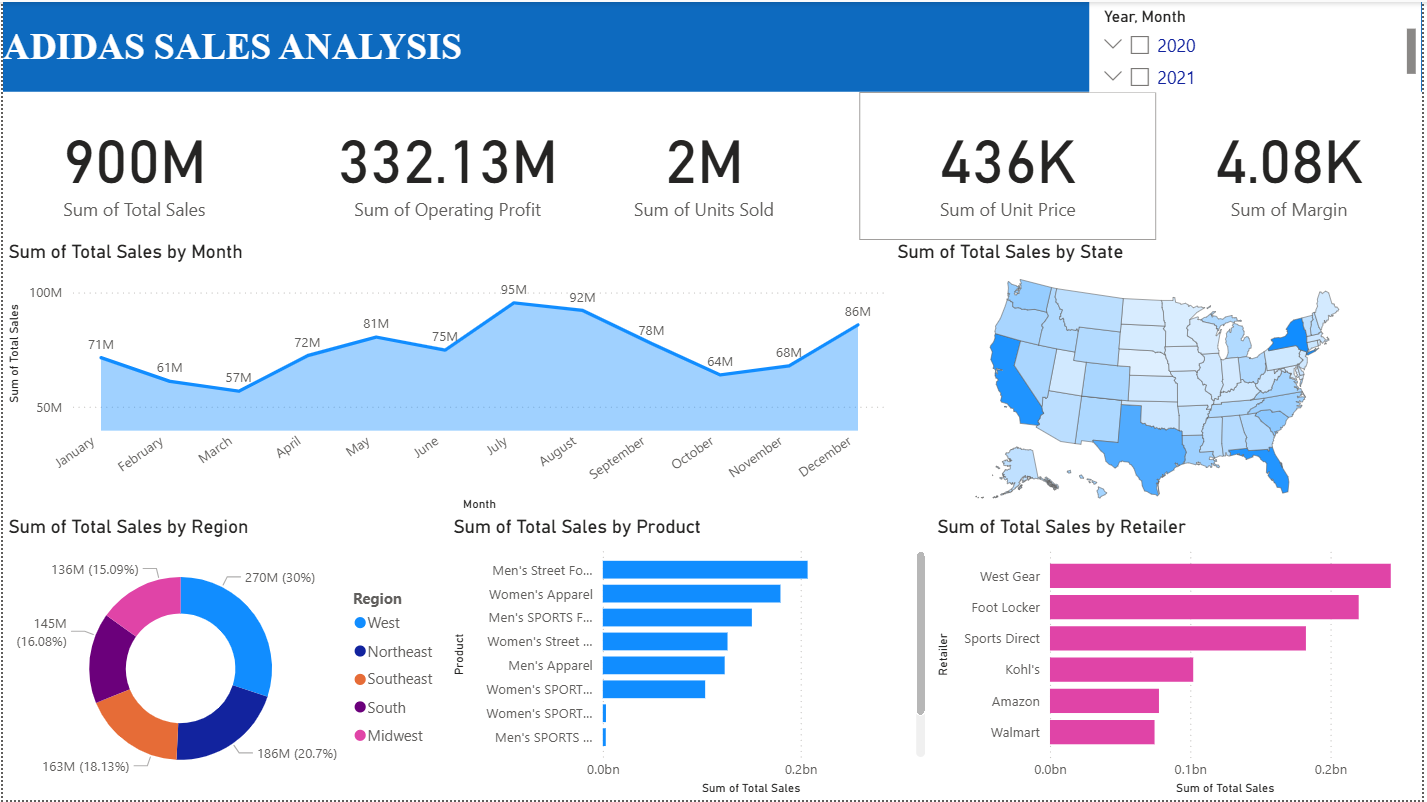 ADIDAS SALES ANALYSIS
Year, Month
2020
2021
900M
Sum of Total Sales
332.13M
Sum of Operating Profit
2M
Sum of Units Sold
436K
Sum of Unit Price
4.08K
Sum of Margin
Sum of Total Sales by Month
Sum of Total Sales
100M
50M
71M
61M
57M
72M
81M
75M
95M
92M
78M
64M
68M
86M
January
February
March
April
May
June
July
August
September
October
November
December
Month
Sum of Total Sales by State
Sum of Total Sales by Region
136M (15.09%)
270M (30%)
145M
(16.08%)
163M (18.13%)
186M (20.7%)
Region
West
Northeast
Southeast
South
Midwest
Sum of Total Sales by Product
Product
Men's Street Fo...
Women's Apparel
Men's SPORTS F...
Women's Street ...
Men's Apparel
Women's SPORT...
Women's SPORT...
Men's SPORTS ...
0.0bn
0.2bn
Sum of Total Sales
Sum of Total Sales by Retailer
Retailer
West Gear
Foot Locker
Sports Direct
Kohl's
Amazon
Walmart
0.0bn
0.1bn
0.2bn
Sum of Total Sales